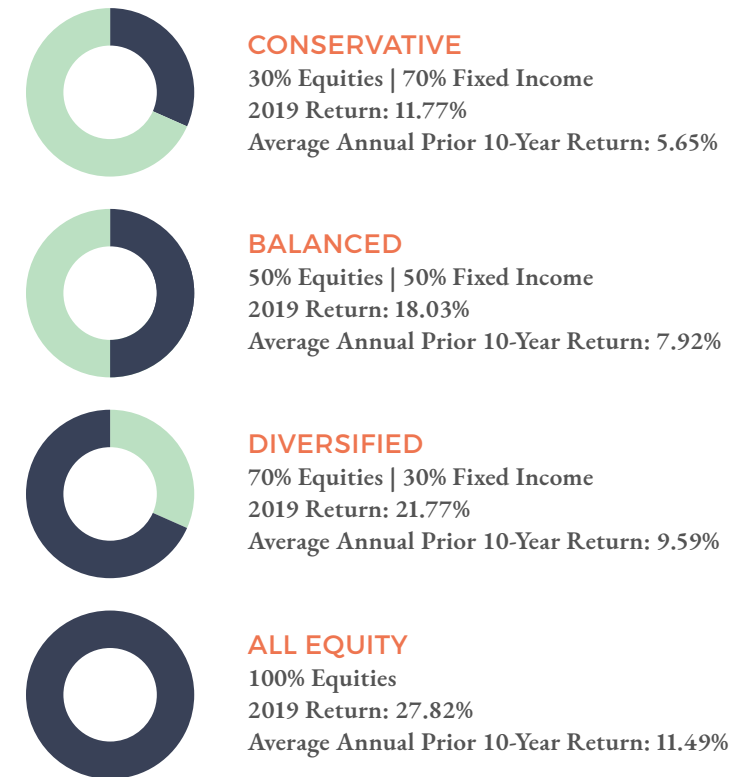 CONSERVATIVE
30% Equities | 70% Fixed Income
2019 Return: 11.77%
Average Annual Prior 10-Year Return: 5.65%
BALANCED
50% Equities | 50% Fixed Income
2019 Return: 18.03%
Average Annual Prior 10-Year Return: 7.92%
DIVERSIFIED
70% Equities | 30% Fixed Income
2019 Return: 21.77%
Average Annual Prior 10-Year Return: 9.59%
ALL EQUITY
100% Equities
2019 Return: 27.82%
Average Annual Prior 10-Year Return: 11.49%